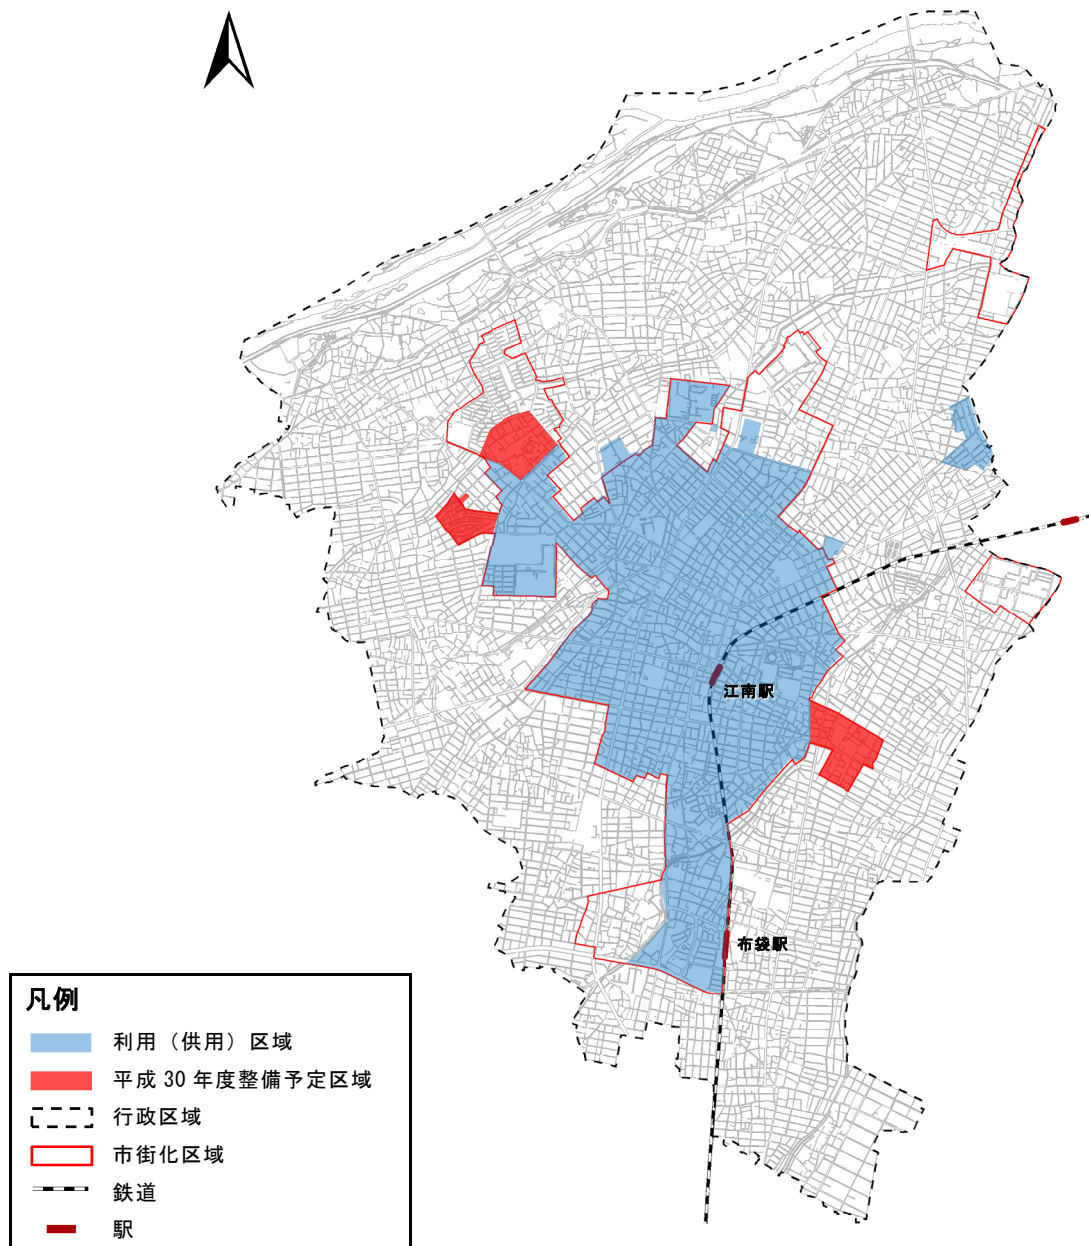 江南駅
布袋駅
凡例
利用（供用）区域
平成 30 年度整備予定区域
行政区域
市街化区域
鉄道
駅